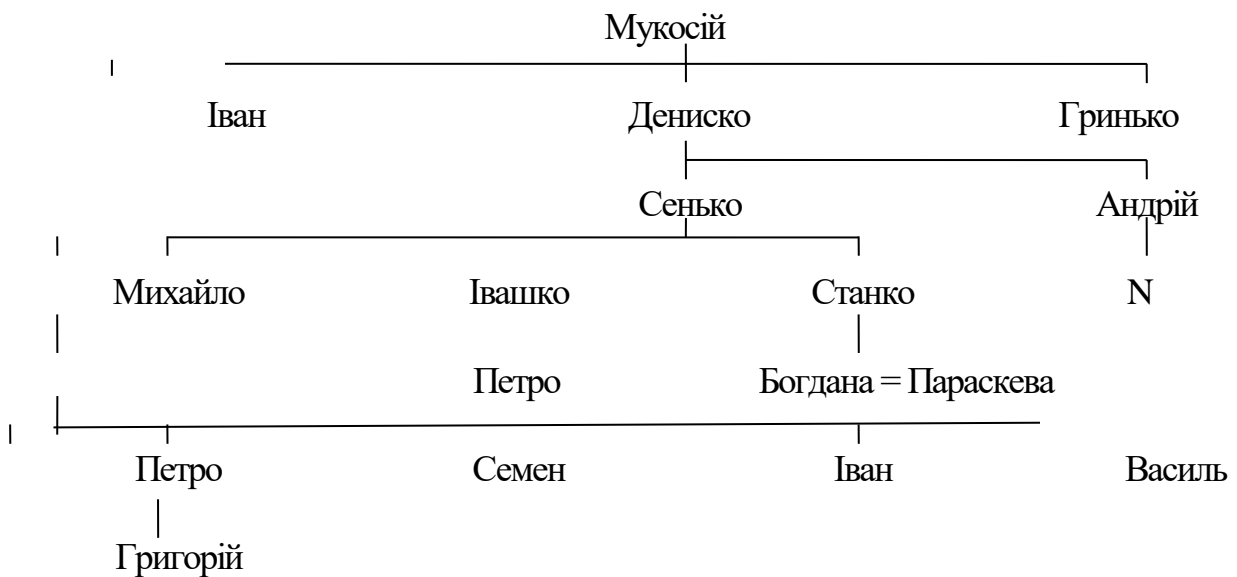 Мукосій
Іван Дениско Гринько
Сенько Андрій
Михайло Івашко Станко N
Петро Богдана = Параскева
Петро Семен Іван Василь
Григорій